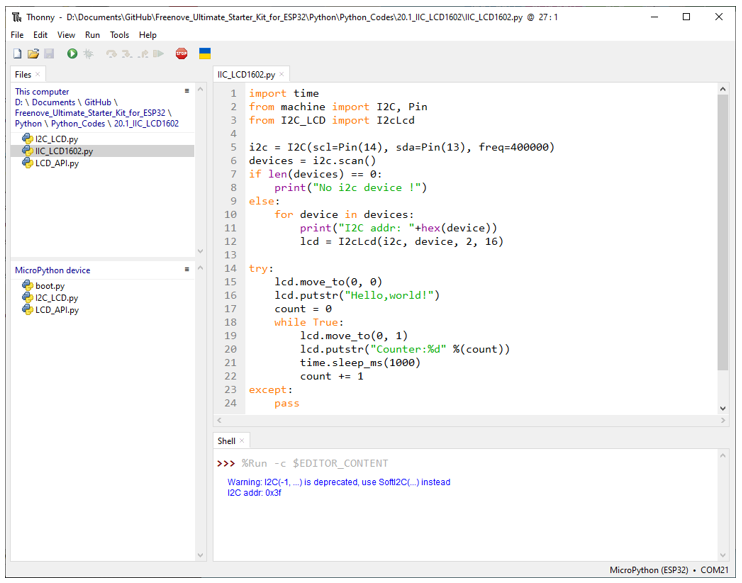 Thonny - D:\Documents\GitHub\Freenove_Ultimate_Starter_Kit_for_ESP32\Python\Python_Codes\20.1_IIC_LCD1602\IIC_LCD1602.py @ 27 : 1
File Edit View Run Tools Help
STOP
Files ×
This computer
D: \ Documents \ GitHub \
Freenove_Ultimate_Starter_Kit_for_ESP32 \
Python \ Python_Codes \ 20.1_IIC_LCD1602
I2C_LCD.py
IIC_LCD1602.py
LCD_API.py
MicroPython device
boot.py
I2C_LCD.py
LCD_API.py
IIC_LCD1602.py ×
1 import time
2 from machine import I2C, Pin
3 from I2C_LCD import I2cLcd
4
5 i2c = I2C(scl=Pin(14), sda=Pin(13), freq=400000)
6 devices = i2c.scan()
7 if len(devices) == 0:
8     print("No i2c device !")
9 else:
10     for device in devices:
11         print("I2C addr: "+hex(device))
12         lcd = I2cLcd(i2c, device, 2, 16)
13
14 try:
15     lcd.move_to(0, 0)
16     lcd.putstr("Hello,world!")
17     count = 0
18     while True:
19         lcd.move_to(0, 1)
20         lcd.putstr("Counter:%d" %(count))
21         time.sleep_ms(1000)
22         count += 1
23 except:
24     pass
Shell ×
>>> %Run -c $EDITOR_CONTENT
Warning: I2C(-1, ...) is deprecated, use SoftI2C(...) instead
I2C addr: 0x3f
MicroPython (ESP32) • COM21